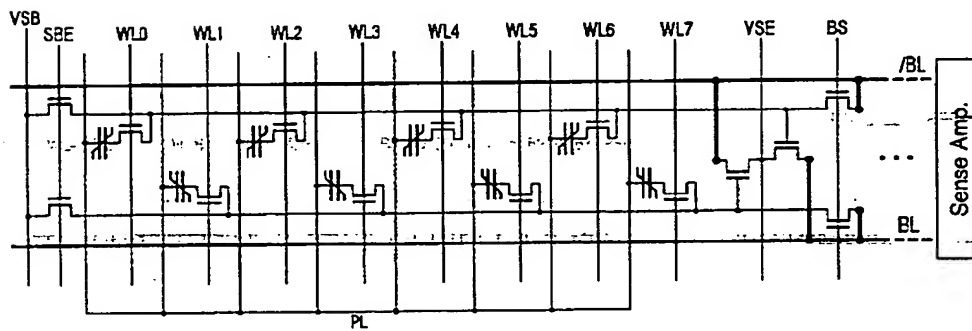 VSB SBE WL0 WL1 WL2 WL3 WL4 WL5 WL6 WL7 VSE BS
/BL
Sense Amp.
BL
PL